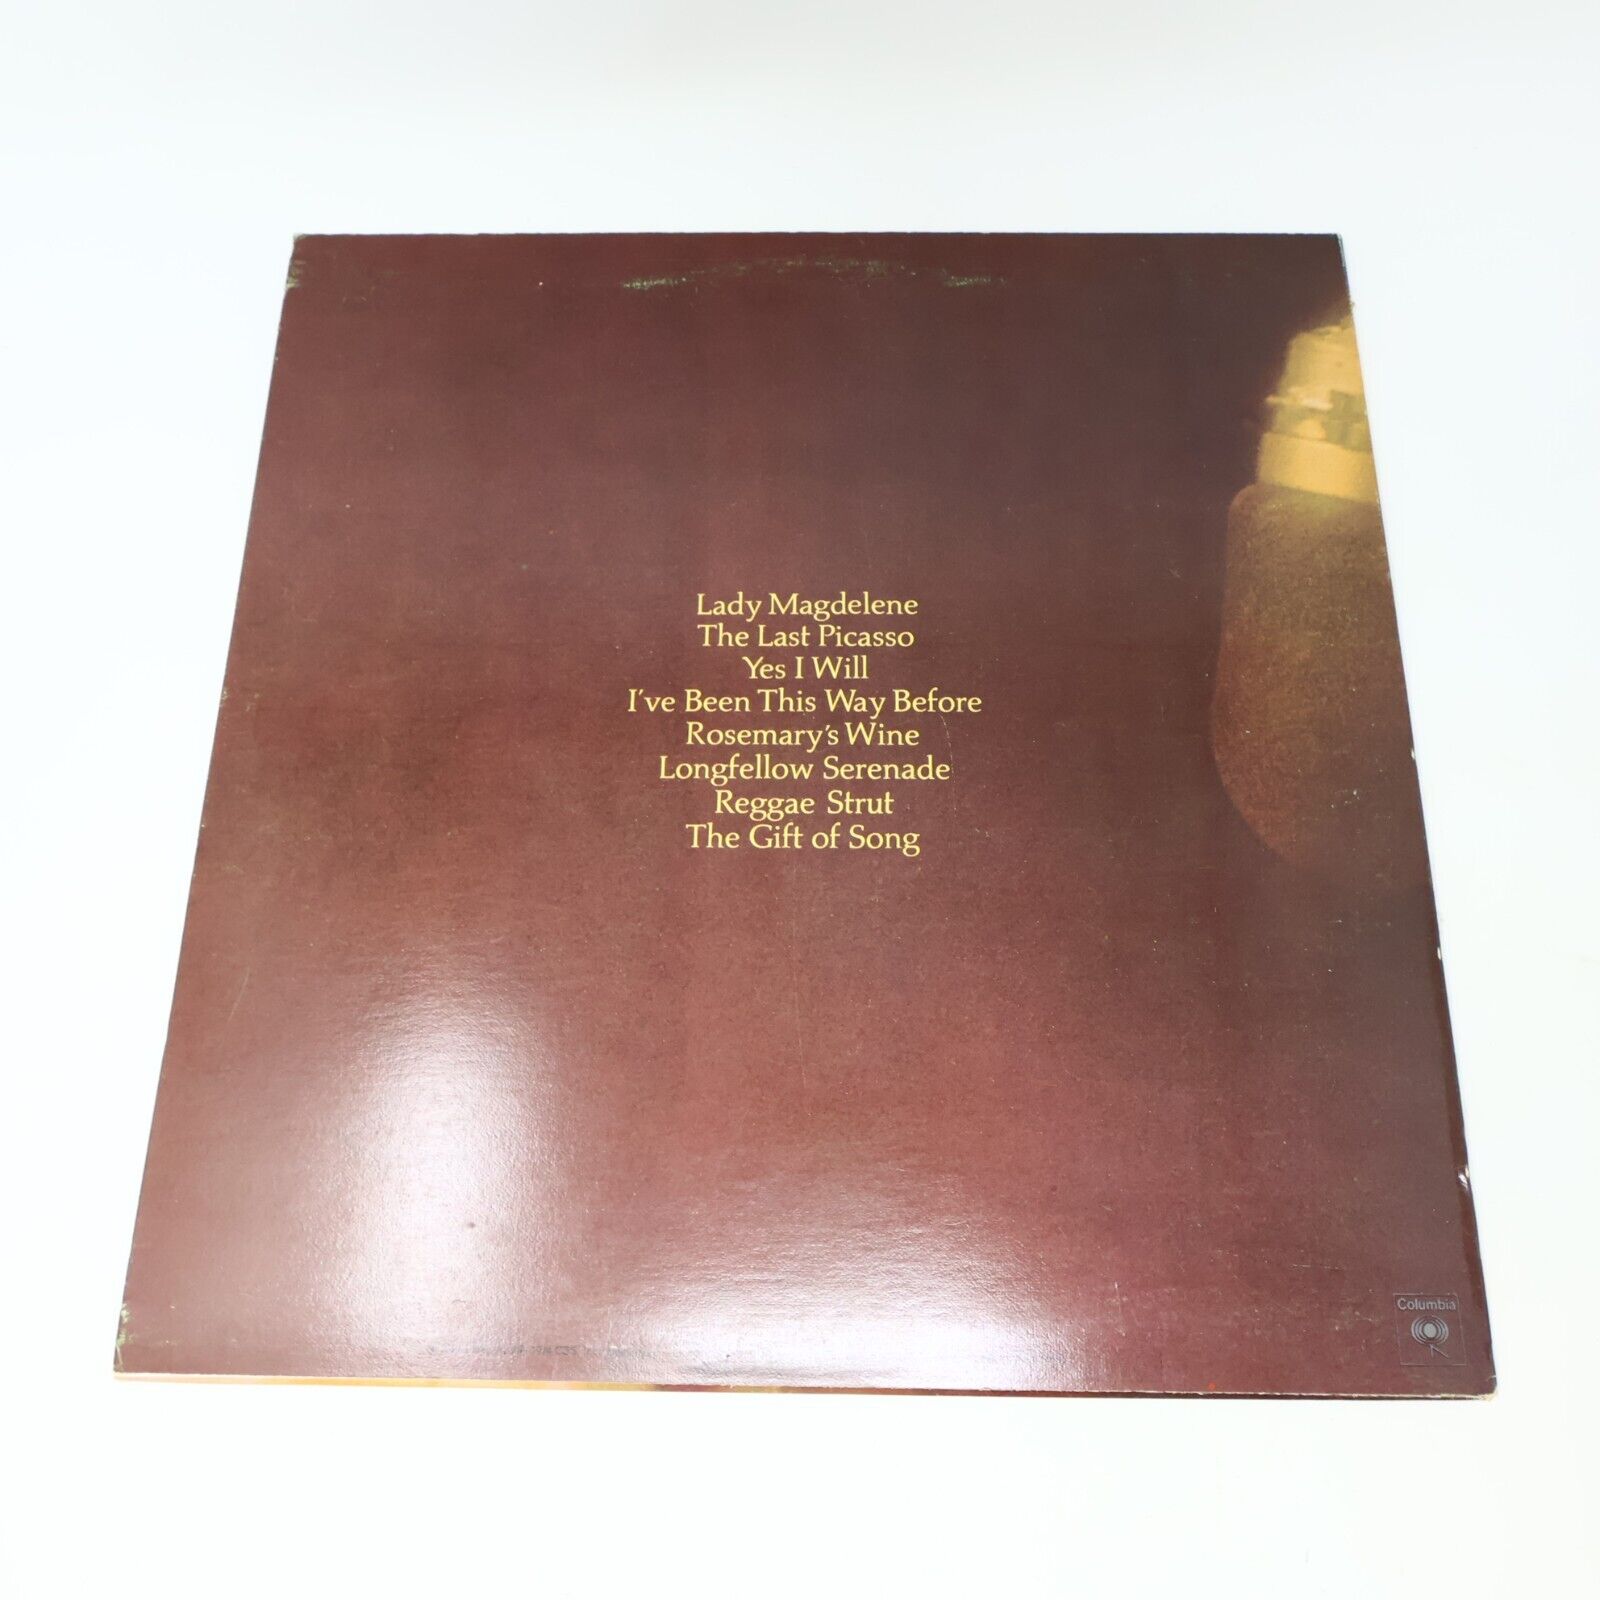 Lady Magdelene
The Last Picasso
Yes I Will
I've Been This Way Before
Rosemary's Wine
Longfellow Serenade
Reggae Strut
The Gift of Song
Columbia